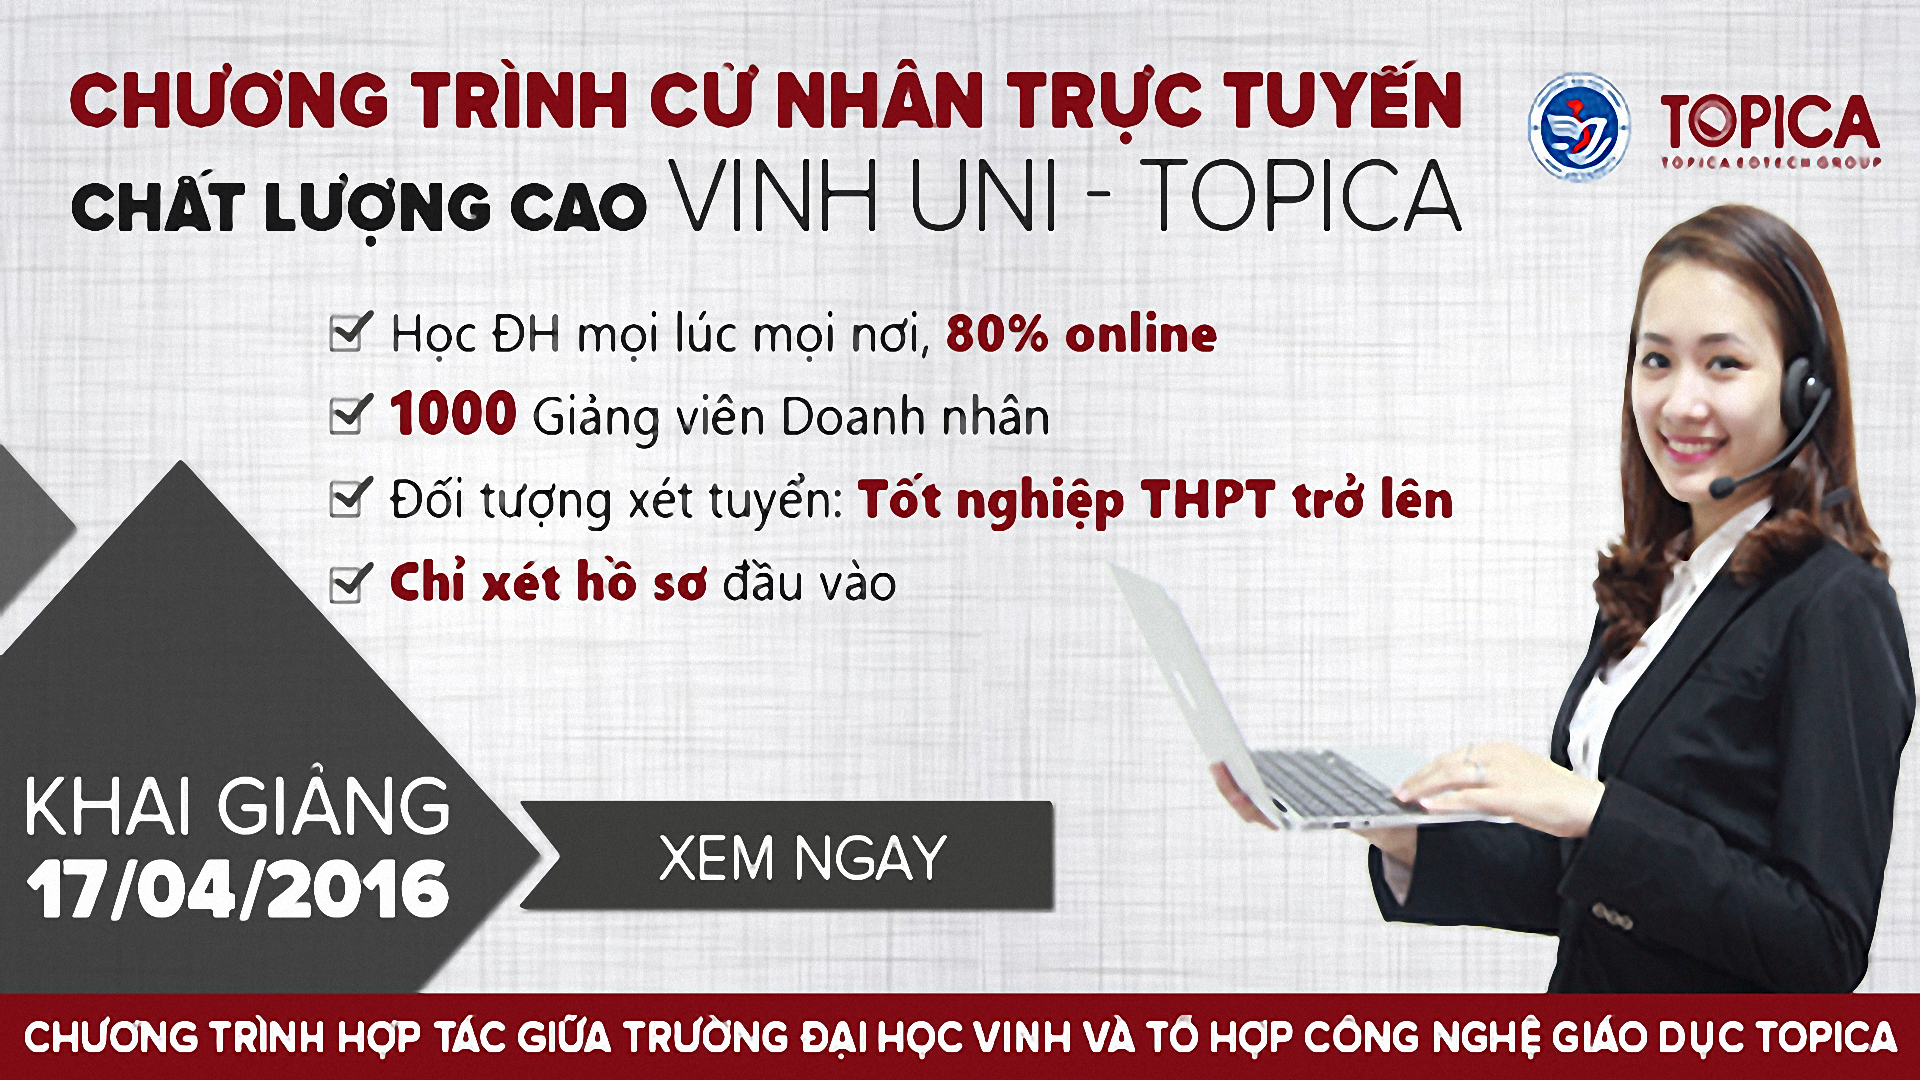 CHƯƠNG TRÌNH CỬ NHÂN TRỰC TUYẾN
CHẤT LƯỢNG CAO VINH UNI - TOPICA
TOPICA
TOPICA EDTECH GROUP
Học ĐH mọi lúc mọi nơi, 80% online
1000 Giảng viên Doanh nhân
Đối tượng xét tuyển: Tốt nghiệp THPT trở lên
Chỉ xét hồ sơ đầu vào
KHAI GIẢNG
17/04/2016
XEM NGAY
CHƯƠNG TRÌNH HỢP TÁC GIỮA TRƯỜNG ĐẠI HỌC VINH VÀ TỔ HỢP CÔNG NGHỆ GIÁO DỤC TOPICA